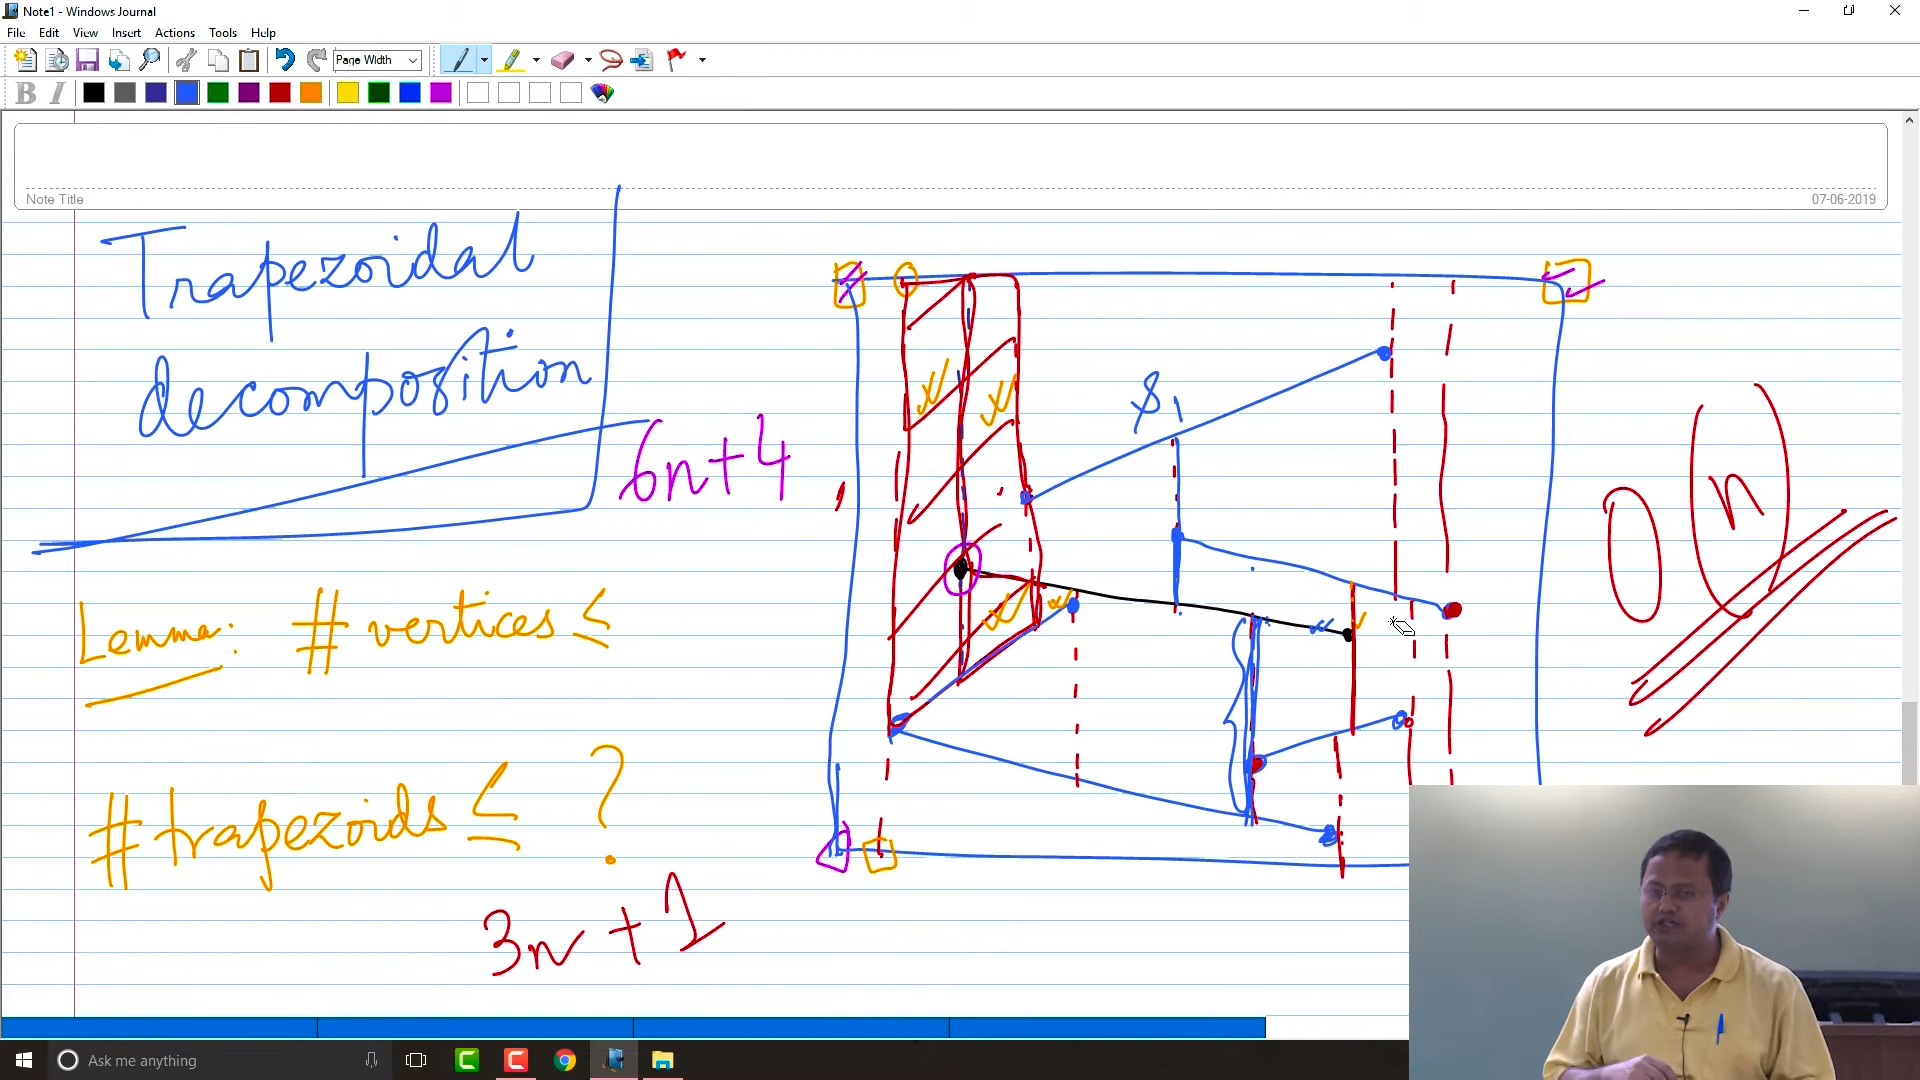 Note1 - Windows Journal
File Edit View Insert Actions Tools Help
Page Width
B I
Note Title
07-06-2019
Trapezoidal
decomposition
6n+4
Lemma: # vertices ≤
# trapezoids ≤ ?
3n + 1
S1
O(n)
Ask me anything